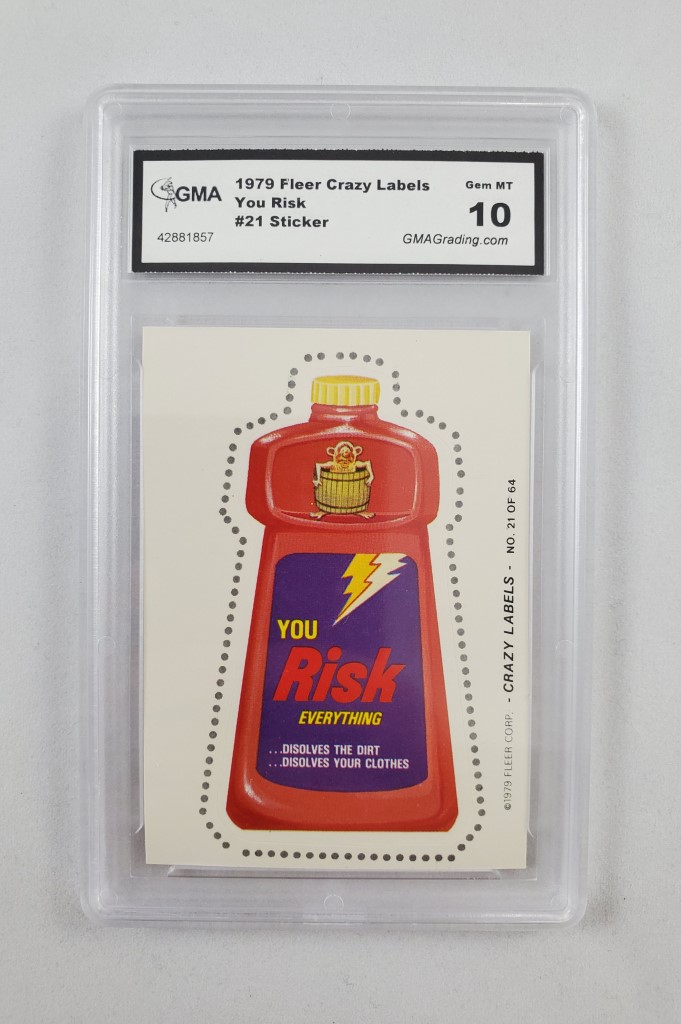 GMA
1979 Fleer Crazy Labels
You Risk
#21 Sticker
42881857
Gem MT
10
GMAGrading.com
YOU
Risk
EVERYTHING
...DISOLVES THE DIRT
...DISOLVES YOUR CLOTHES
©1979 FLEER CORP. - CRAZY LABELS - NO. 21 OF 64